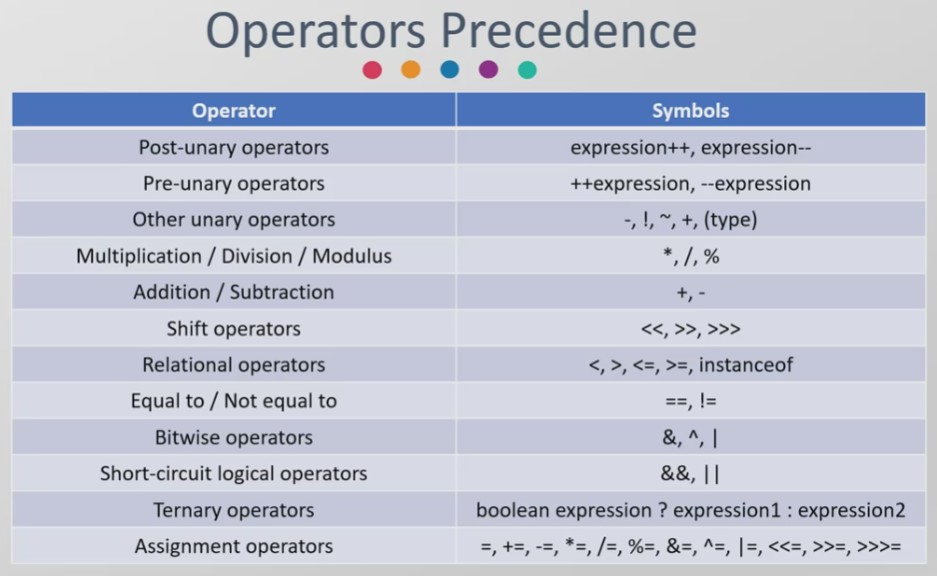 Operators Precedence
Operator Symbols
Post-unary operators expression++, expression--
Pre-unary operators ++expression, --expression
Other unary operators -, !, ~, +, (type)
Multiplication / Division / Modulus *, /, %
Addition / Subtraction +, -
Shift operators <<, >>, >>>
Relational operators <, >, <=, >=, instanceof
Equal to / Not equal to ==, !=
Bitwise operators &, ^, |
Short-circuit logical operators &&, ||
Ternary operators boolean expression ? expression1 : expression2
Assignment operators =, +=, -=, *=, /=, %=, &=, ^=, |=, <<=, >>=, >>>=